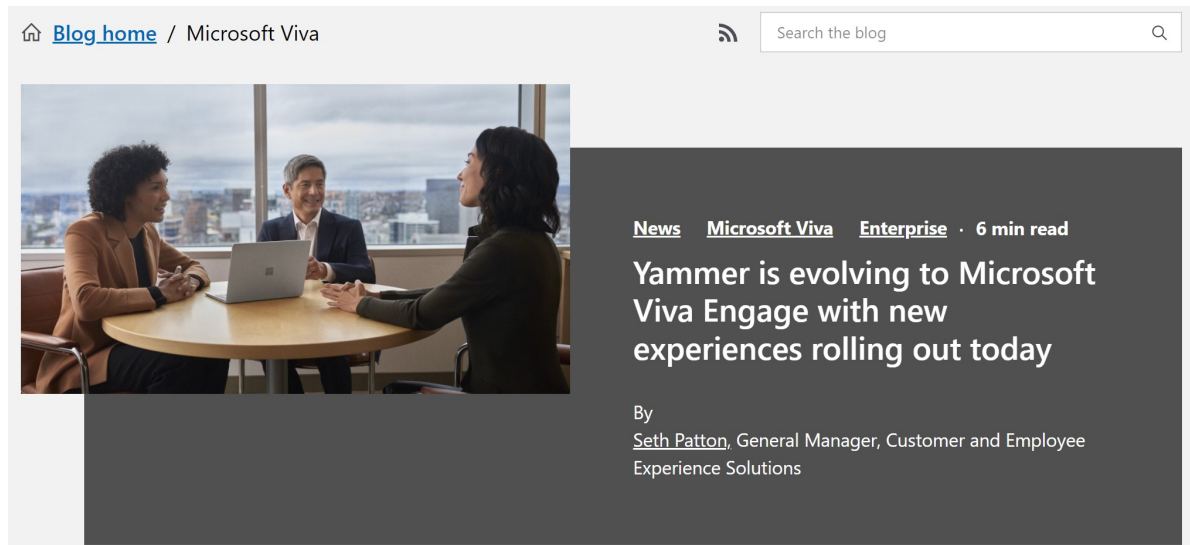 Blog home / Microsoft Viva
Search the blog
News Microsoft Viva Enterprise · 6 min read
Yammer is evolving to Microsoft
Viva Engage with new
experiences rolling out today
By
Seth Patton, General Manager, Customer and Employee
Experience Solutions